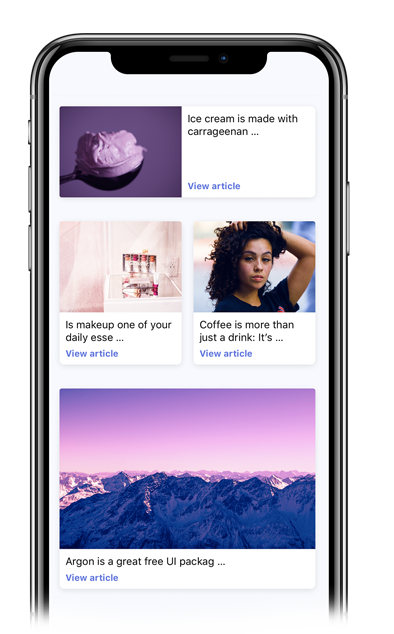 Ice cream is made with
carrageenan ...
View article
Is makeup one of your
daily esse ...
View article
Coffee is more than
just a drink: It's ...
View article
Argon is a great free UI packag ...
View article